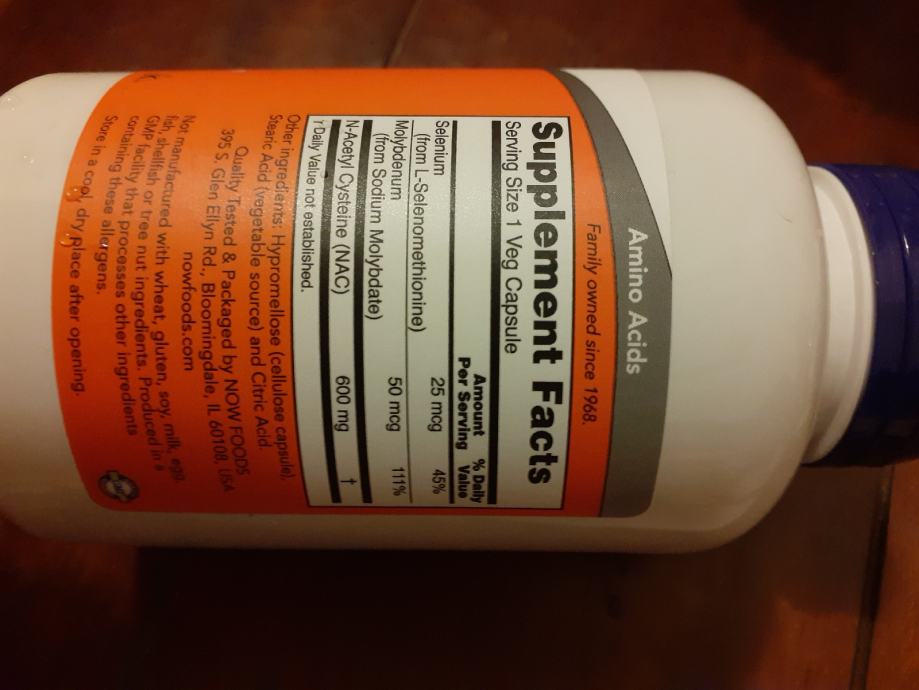 Amino Acids
Family owned since 1968.
Supplement Facts
Serving Size 1 Veg Capsule
Amount Per Serving % Daily Value
Selenium 25 mcg 45%
(from L-Selenomethionine)
Molybdenum 50 mcg 111%
(from Sodium Molybdate)
N-Acetyl Cysteine (NAC) 600 mg †
† Daily Value not established.
Other ingredients: Hypromellose (cellulose capsule),
Stearic Acid (vegetable source) and Citric Acid.
Quality Tested & Packaged by NOW FOODS
395 S. Glen Ellyn Rd., Bloomingdale, IL 60108, USA
nowfoods.com
Not manufactured with wheat, gluten, soy, milk, egg,
fish, shellfish or tree nut ingredients. Produced in a
GMP facility that processes other ingredients
containing these allergens.
Store in a cool, dry place after opening.